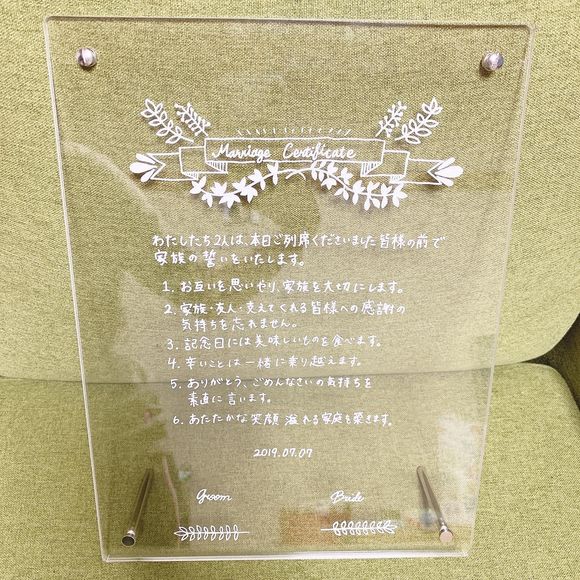 Marriage Certificate
わたしたち2人は、本日ご列席くださいました皆様の前で
家族の誓いをいたします。
1. お互いを思いやり、家族を大切にします。
2. 家族・友人・支えてくれる皆様への感謝の
気持ちを忘れません。
3. 記念日には美味しいものを食べます。
4. 辛いことは一緒に乗り越えます。
5. ありがとう、ごめんなさいの気持ちを
素直に言います。
6. あたたかな笑顔溢れる家庭を築きます。
2019.07.07
Groom
Bride